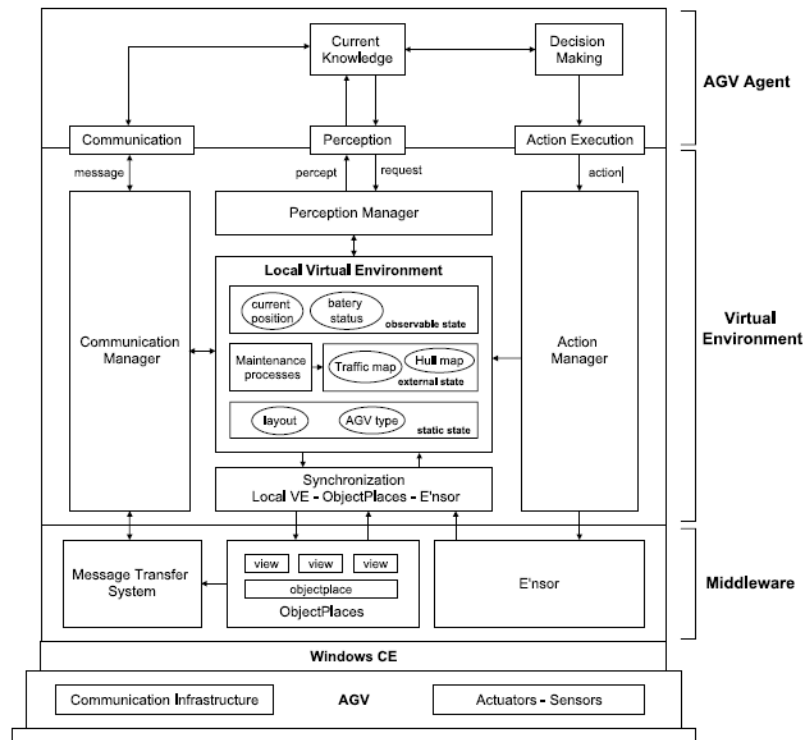 Current
Knowledge
Decision
Making
AGV Agent
Communication
Perception
Action Execution
message
percept
request
action
Perception Manager
Local Virtual Environment
current
position
batery
status
observable state
Virtual
Environment
Communication
Manager
Maintenance
processes
Traffic map
Hull map
external state
Action
Manager
layout
AGV type
static state
Synchronization
Local VE - ObjectPlaces - E'nsor
Message Transfer
System
view
view
view
objectplace
ObjectPlaces
E'nsor
Middleware
Windows CE
Communication Infrastructure
AGV
Actuators - Sensors